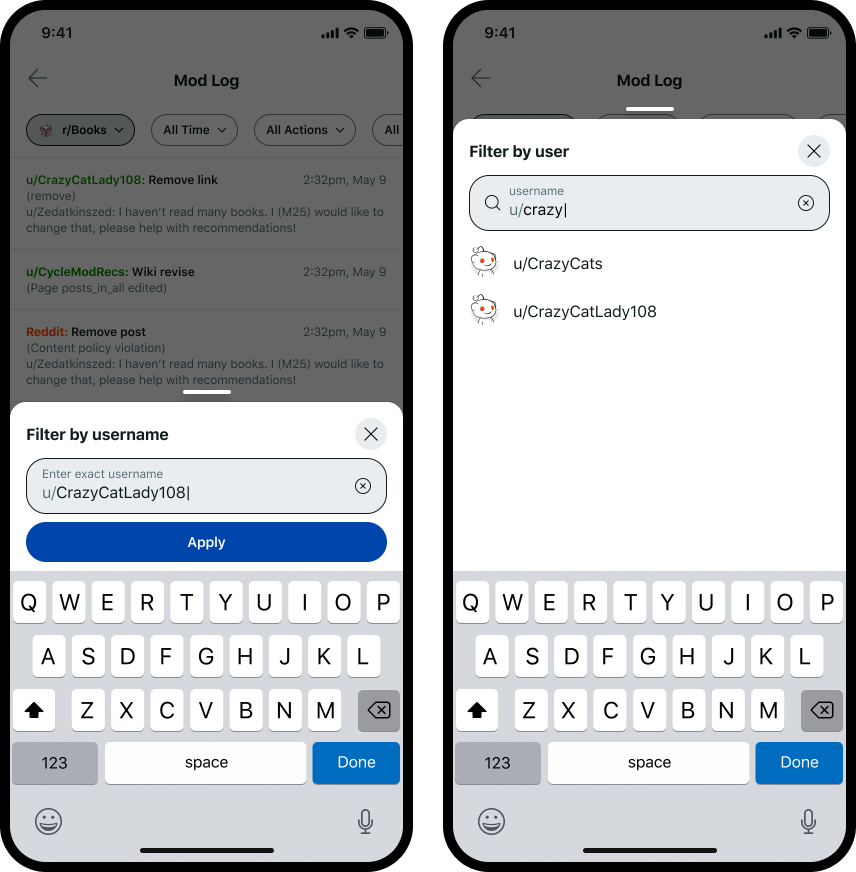 9:41
Mod Log
r/Books
All Time
All Actions
All
u/CrazyCatLady108: Remove link 2:32pm, May 9
(remove)
u/Zedatkinszed: I haven't read many books. I (M25) would like to
change that, please help with recommendations!
u/CycleModRecs: Wiki revise 2:32pm, May 9
(Page posts_in_all edited)
Reddit: Remove post 2:32pm, May 9
(Content policy violation)
u/Zedatkinszed: I haven't read many books. I (M25) would like to
change that, please help with recommendations!
Filter by username
Enter exact username
u/CrazyCatLady108
Apply
Q W E R T Y U I O P
A S D F G H J K L
Z X C V B N M
123 space Done
9:41
Mod Log
Filter by user
username
u/crazy
u/CrazyCats
u/CrazyCatLady108
Q W E R T Y U I O P
A S D F G H J K L
Z X C V B N M
123 space Done